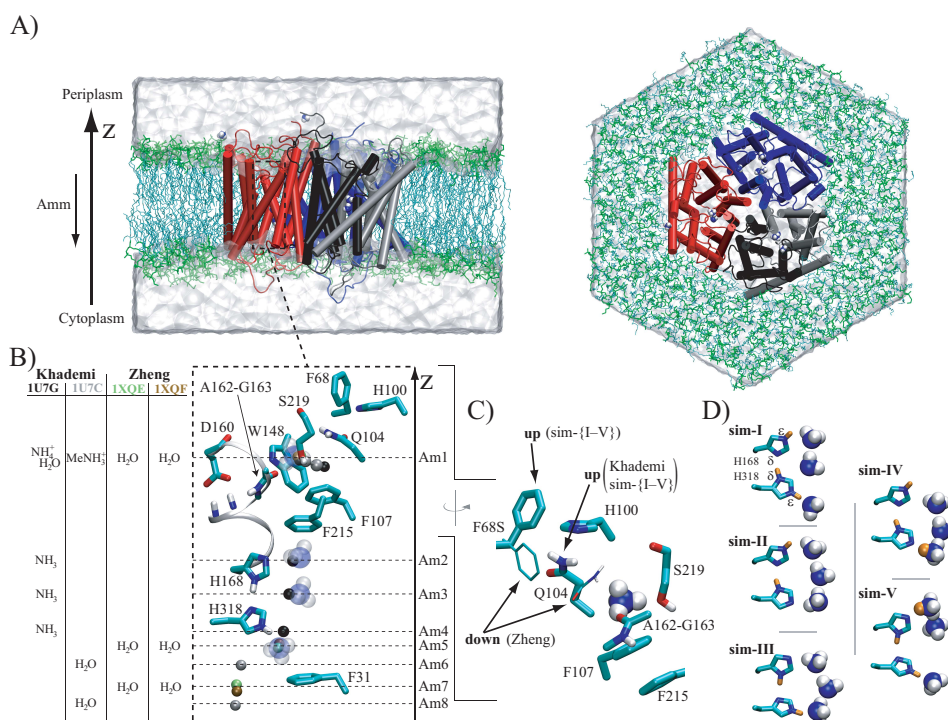 A)
Periplasm
Z
Amm
Cytoplasm
B)
Khademi Zheng
1U7G 1U7C 1XQE 1XQF
NH₄⁺
H₂O MeNH₃⁺ H₂O H₂O
NH₃
NH₃
NH₃
H₂O H₂O
H₂O
H₂O H₂O
H₂O
Z
F68
H100
A162-G163
S219
D160
W148
Q104
F107
F215
H168
H318
F31
Am1
Am2
Am3
Am4
Am5
Am6
Am7
Am8
C)
up (sim-{I–V})
up (Khademi
sim-{I–V})
F68S
H100
Q104
S219
down (Zheng)
A162-G163
F107
F215
D)
sim-I
ε
H168 δ
H318 δ
ε
sim-II
sim-III
sim-IV
sim-V